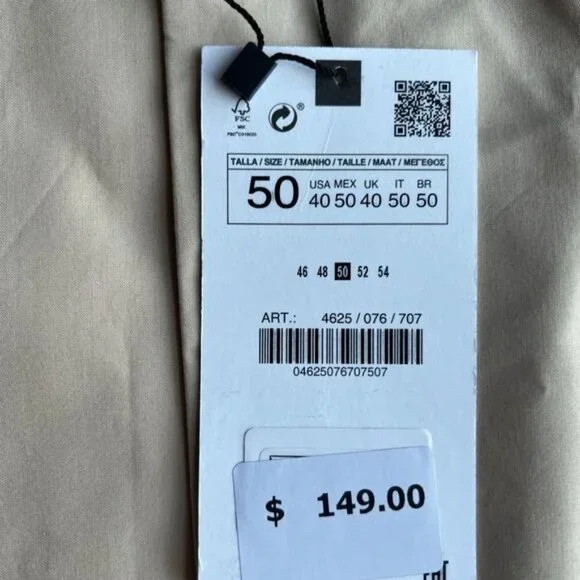 FSC
MIX
®
TALLA / SIZE / TAMANHO / TAILLE / MAAT / ΜΕΓΕΘΟΣ
50
USA MEX UK IT BR
40 50 40 50 50
46 48 50 52 54
ART.: 4625 / 076 / 707
04625076707507
$ 149.00